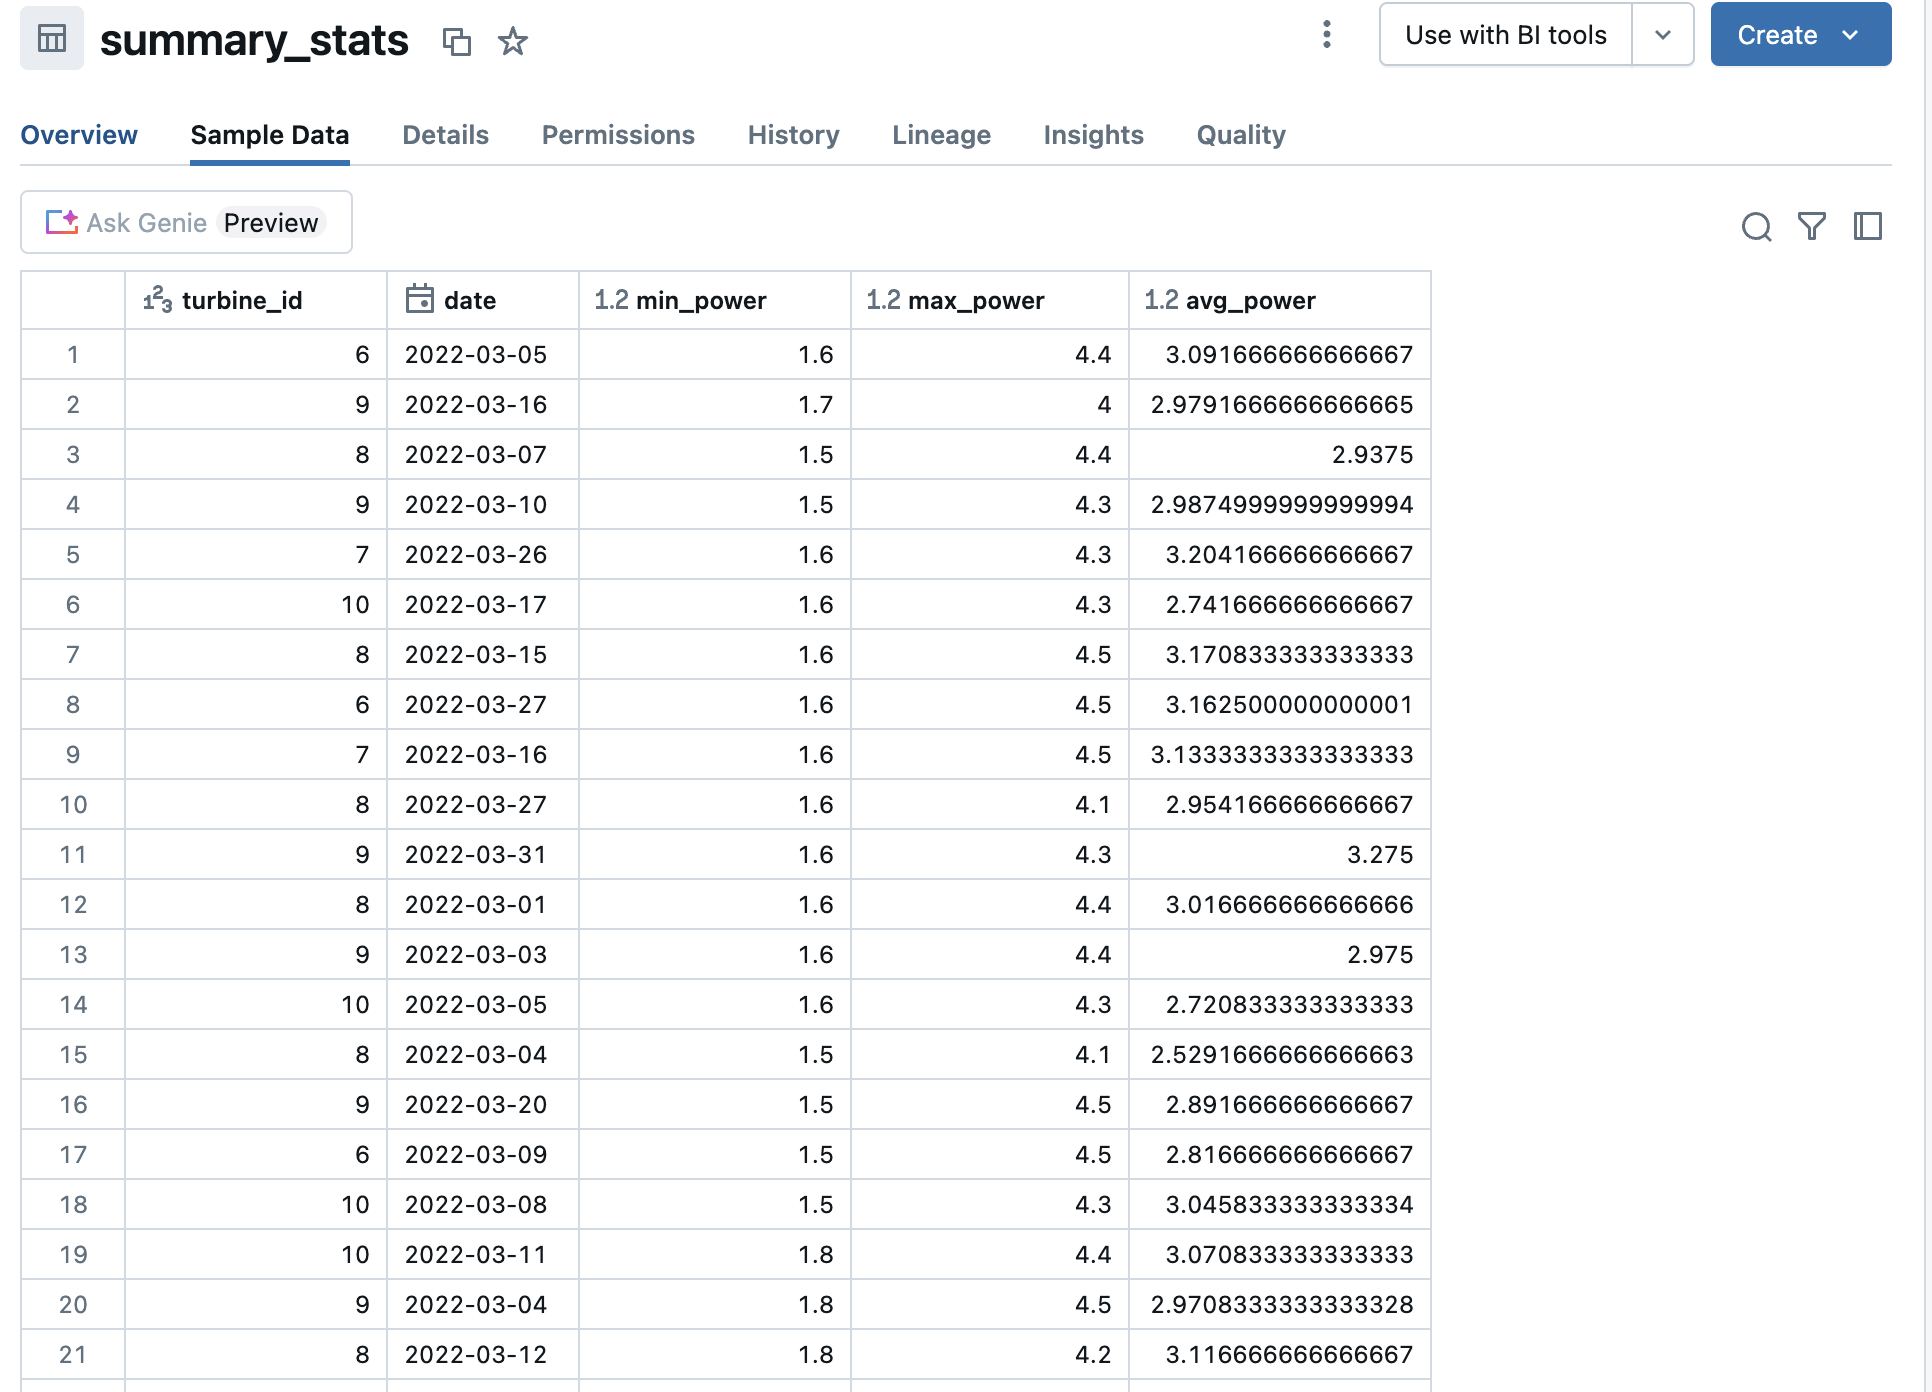 summary_stats
Use with BI tools
Create
Overview Sample Data Details Permissions History Lineage Insights Quality
Ask Genie Preview
turbine_id date 1.2 min_power 1.2 max_power 1.2 avg_power
1 6 2022-03-05 1.6 4.4 3.091666666666667
2 9 2022-03-16 1.7 4 2.9791666666666665
3 8 2022-03-07 1.5 4.4 2.9375
4 9 2022-03-10 1.5 4.3 2.9874999999999994
5 7 2022-03-26 1.6 4.3 3.204166666666667
6 10 2022-03-17 1.6 4.3 2.741666666666667
7 8 2022-03-15 1.6 4.5 3.170833333333333
8 6 2022-03-27 1.6 4.5 3.162500000000001
9 7 2022-03-16 1.6 4.5 3.1333333333333333
10 8 2022-03-27 1.6 4.1 2.954166666666667
11 9 2022-03-31 1.6 4.3 3.275
12 8 2022-03-01 1.6 4.4 3.016666666666666
13 9 2022-03-03 1.6 4.4 2.975
14 10 2022-03-05 1.6 4.3 2.720833333333333
15 8 2022-03-04 1.5 4.1 2.5291666666666663
16 9 2022-03-20 1.5 4.5 2.891666666666667
17 6 2022-03-09 1.5 4.5 2.816666666666667
18 10 2022-03-08 1.5 4.3 3.045833333333334
19 10 2022-03-11 1.8 4.4 3.070833333333333
20 9 2022-03-04 1.8 4.5 2.9708333333333328
21 8 2022-03-12 1.8 4.2 3.116666666666667